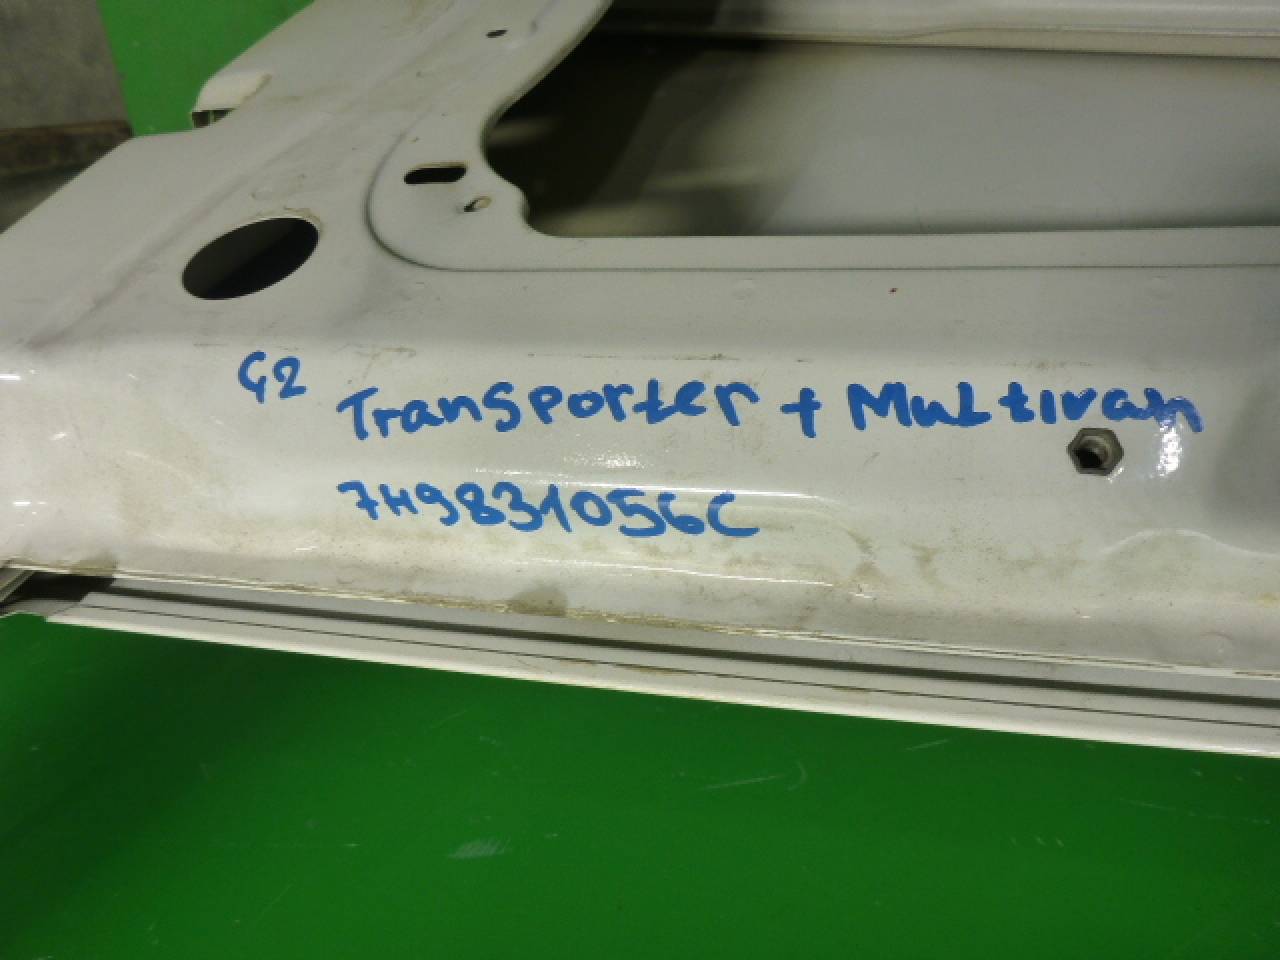 G2
Transporter + Multivan
7H9831056C